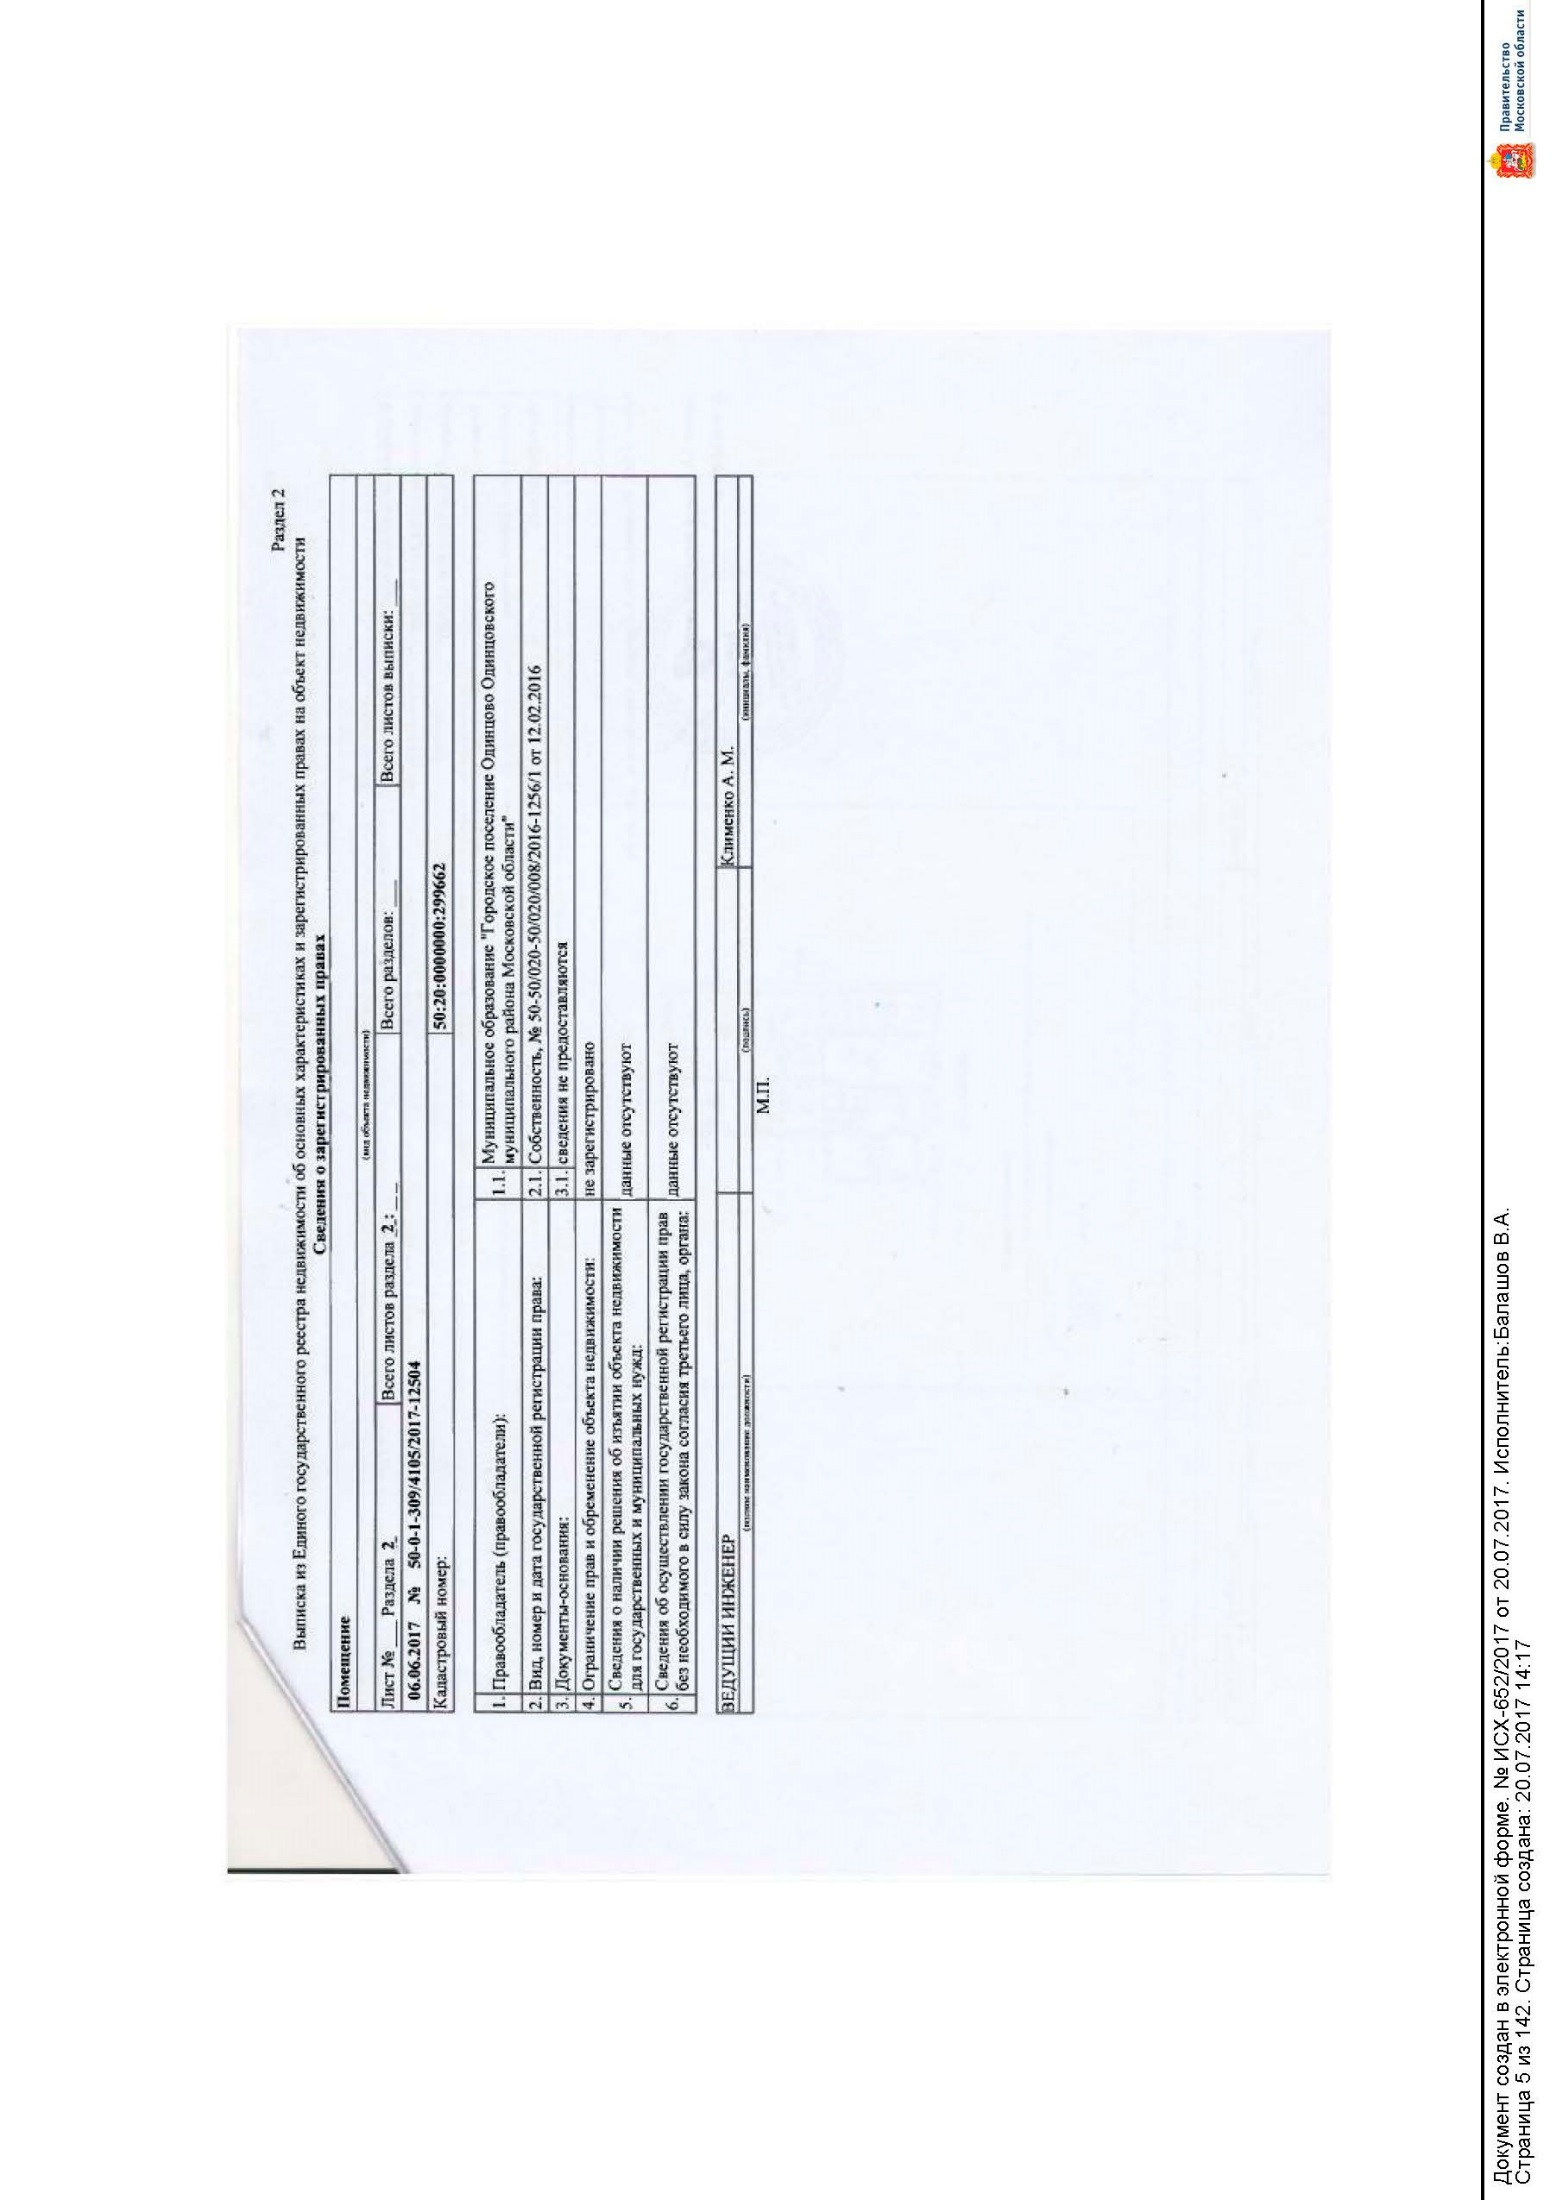 Раздел 2
Выписка из Единого государственного реестра недвижимости об основных характеристиках и зарегистрированных правах на объект недвижимости
Сведения о зарегистрированных правах
Помещение
(вид объекта недвижимости)
Лист № ___ Раздела 2 Всего листов раздела 2 : ___ Всего разделов: ___ Всего листов выписки: ___
06.06.2017 № 50-0-1-309/4105/2017-12504
Кадастровый номер: 50:20:0000000:299662
1. Правообладатель (правообладатели): 1.1. Муниципальное образование "Городское поселение Одинцово Одинцовского
муниципального района Московской области"
2. Вид, номер и дата государственной регистрации права: 2.1. Собственность, № 50-50/020-50/020/008/2016-1256/1 от 12.02.2016
3. Документы-основания: 3.1. сведения не предоставляются
4. Ограничение прав и обременение объекта недвижимости: не зарегистрировано
5. Сведения о наличии решения об изъятии объекта недвижимости
для государственных и муниципальных нужд: данные отсутствуют
6. Сведения об осуществлении государственной регистрации прав
без необходимого в силу закона согласия третьего лица, органа: данные отсутствуют
ВЕДУЩИЙ ИНЖЕНЕР Клименко А. М.
(полное наименование должности) (подпись) (инициалы, фамилия)
М.П.
Документ создан в электронной форме. № ИСХ-652/2017 от 20.07.2017. Исполнитель:Балашов В.А.
Страница 5 из 142. Страница создана: 20.07.2017 14:17
Правительство
Московской области